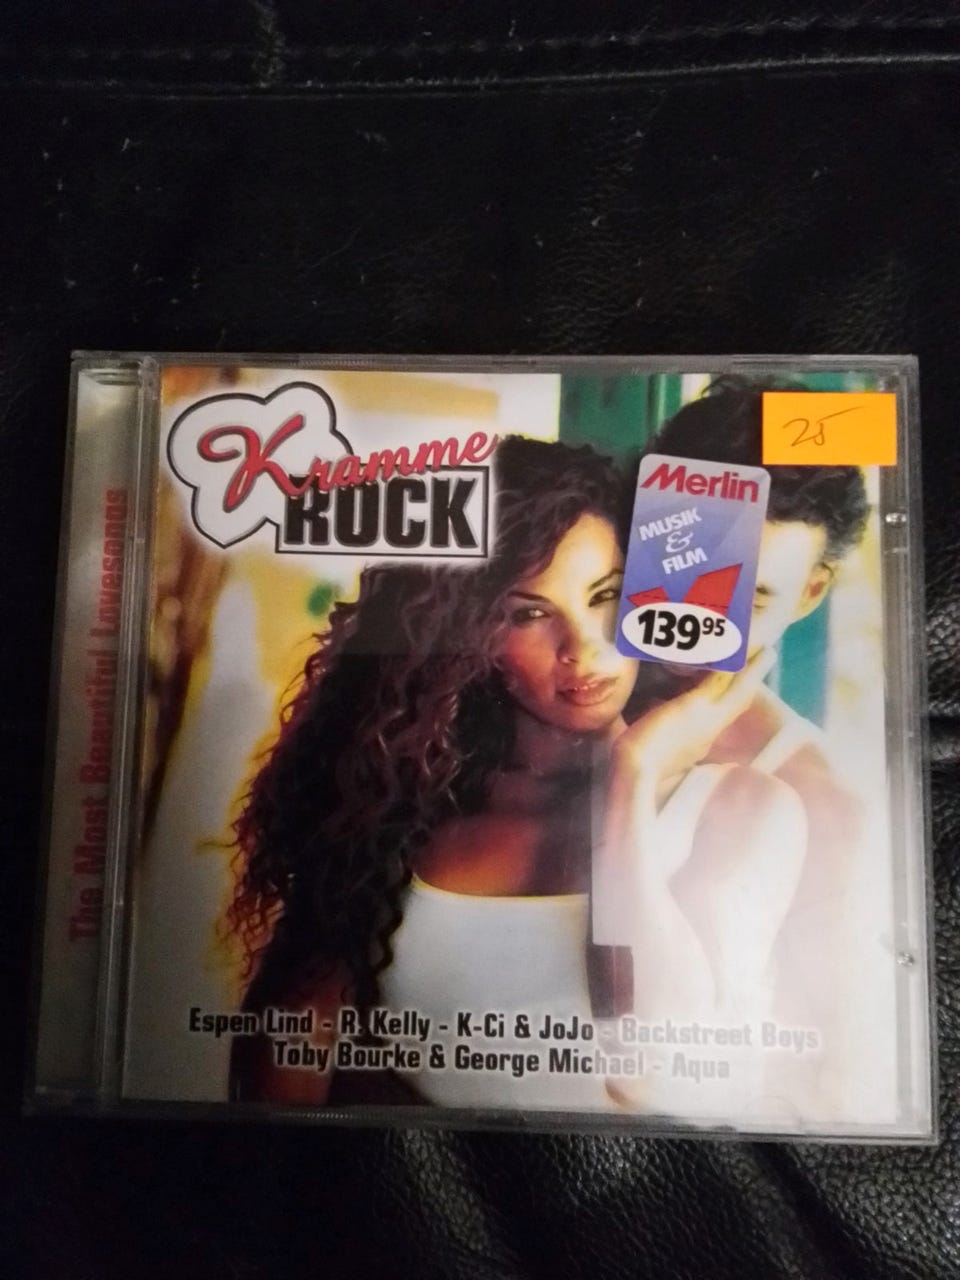 Kramme
ROCK
25
Merlin
MUSIK
&
FILM
139 95
The Most Beautiful Lovesongs
Espen Lind - R. Kelly - K-Ci & JoJo - Backstreet Boys
Toby Bourke & George Michael - Aqua